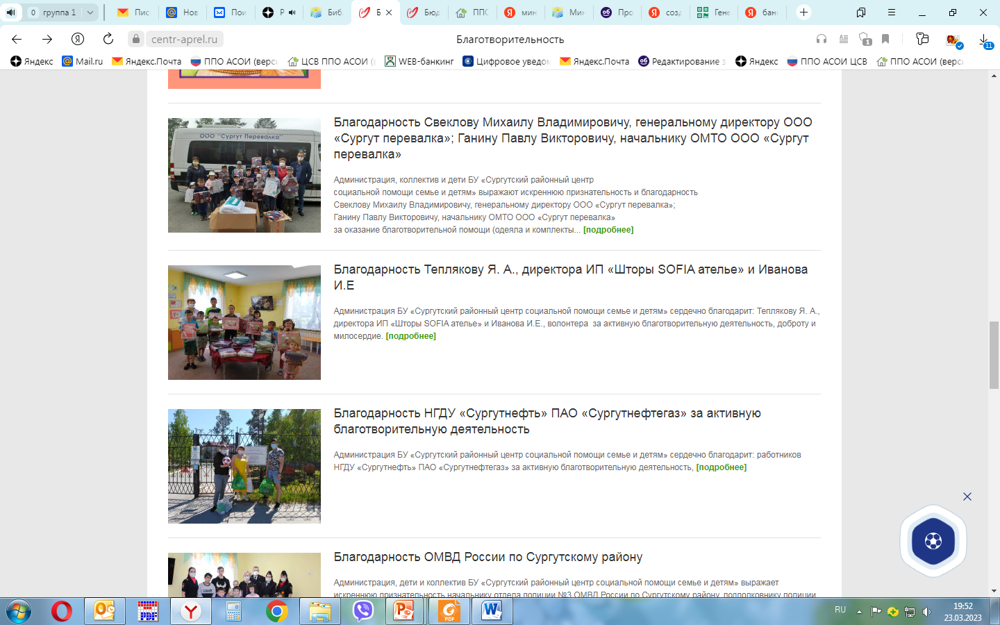 0 группа 1
Пис
Нов
Пои
Р
Биб
Б
Бюд
ППО
мин
Мин
Про
созд
Гене
бан
centr-aprel.ru
Благотворительность
1
11
Яндекс
Mail.ru
Яндекс.Почта
ППО АСОИ (верси
ЦСВ ППО АСОИ (в
WEB-банкинг
Цифровое уведом
Яндекс.Почта
Редактирование з
Яндекс
ППО АСОИ ЦСВ
ППО АСОИ (верси
ООО "Сургут Перевалка"
Благодарность Свеклову Михаилу Владимировичу, генеральному директору ООО
«Сургут перевалка»; Ганину Павлу Викторовичу, начальнику ОМТО ООО «Сургут
перевалка»
Администрация, коллектив и дети БУ «Сургутский районный центр
социальной помощи семье и детям» выражают искреннюю признательность и благодарность
Свеклову Михаилу Владимировичу, генеральному директору ООО «Сургут перевалка»;
Ганину Павлу Викторовичу, начальнику ОМТО ООО «Сургут перевалка»
за оказание благотворительной помощи (одеяла и комплекты... [подробнее]
Благодарность Теплякову Я. А., директора ИП «Шторы SOFIA ателье» и Иванова
И.Е
Администрация БУ «Сургутский районный центр социальной помощи семье и детям» сердечно благодарит: Теплякову Я. А.,
директора ИП «Шторы SOFIA ателье» и Иванова И.Е., волонтера за активную благотворительную деятельность, доброту и
милосердие. [подробнее]
Благодарность НГДУ «Сургутнефть» ПАО «Сургутнефтегаз» за активную
благотворительную деятельность
Администрация БУ «Сургутский районный центр социальной помощи семье и детям» сердечно благодарит: работников
НГДУ «Сургутнефть» ПАО «Сургутнефтегаз» за активную благотворительную деятельность, [подробнее]
Благодарность ОМВД России по Сургутскому району
Администрация, дети и коллектив БУ «Сургутский районный центр социальной помощи семье и детям» выражает
искреннюю признательность начальнику отдела полиции №3 ОМВД России по Сургутскому району, подполковнику полиции
PDF
RU
19:52
23.03.2023